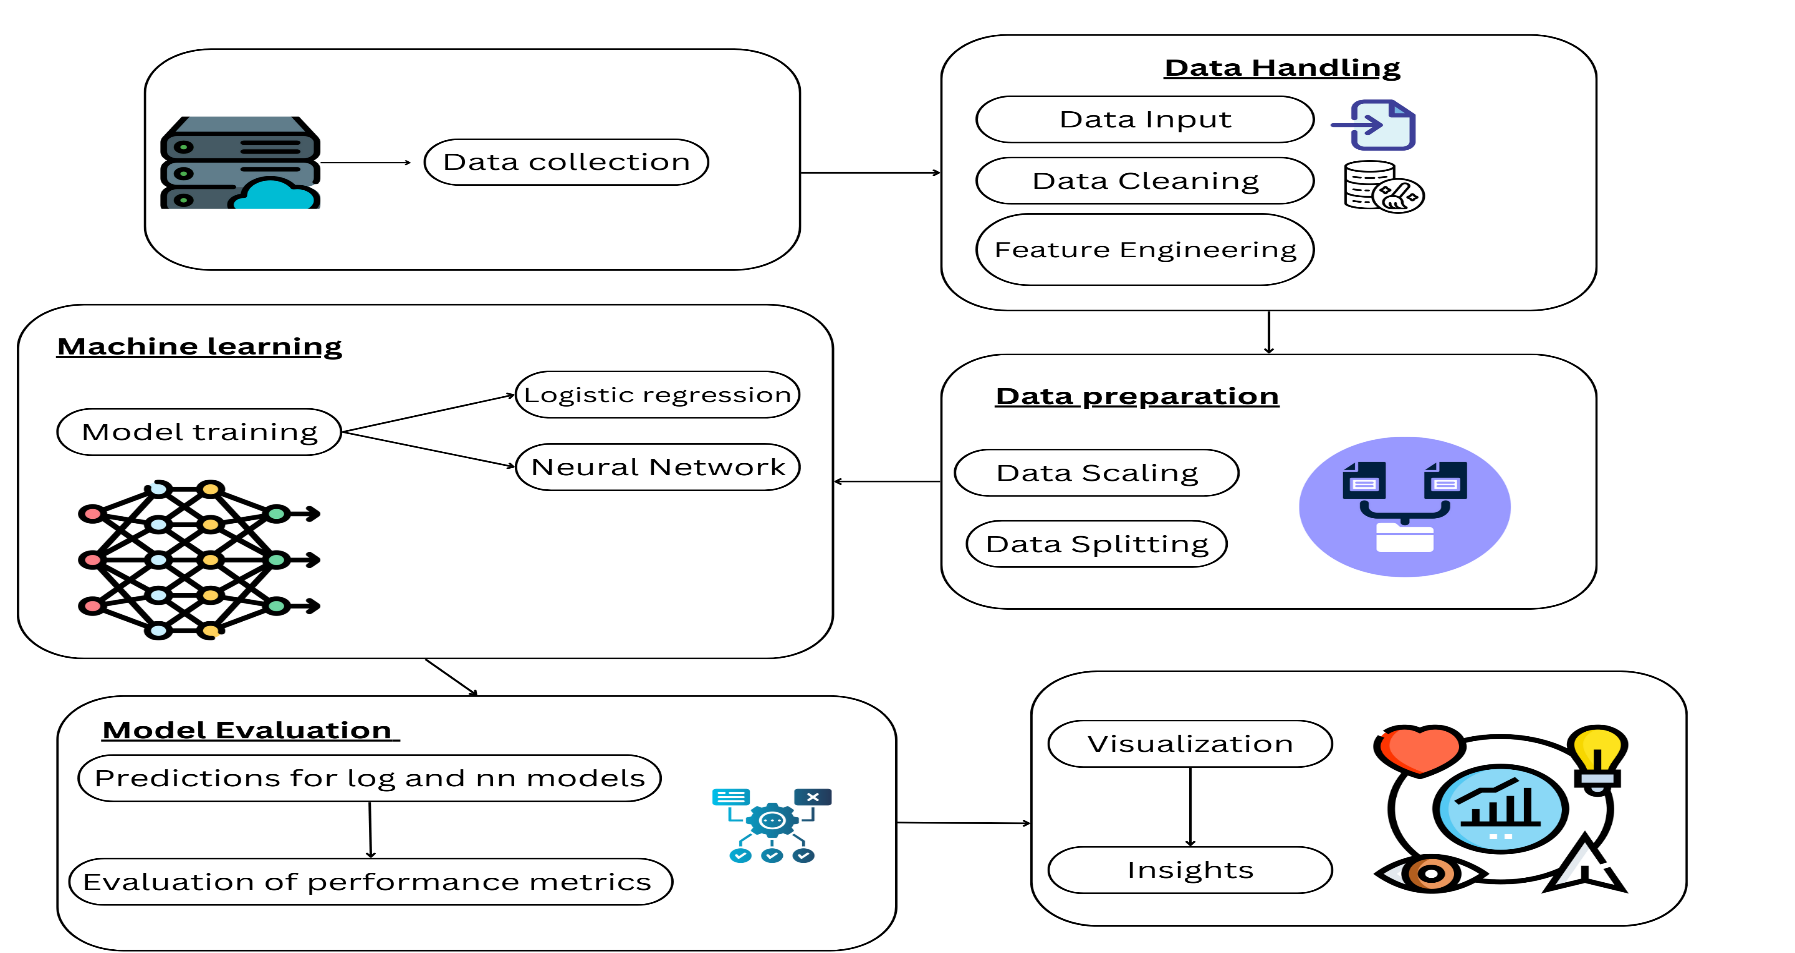 Data collection
Data Handling
Data Input
Data Cleaning
Feature Engineering
Data preparation
Data Scaling
Data Splitting
Machine learning
Model training
Logistic regression
Neural Network
Model Evaluation
Predictions for log and nn models
Evaluation of performance metrics
Visualization
Insights